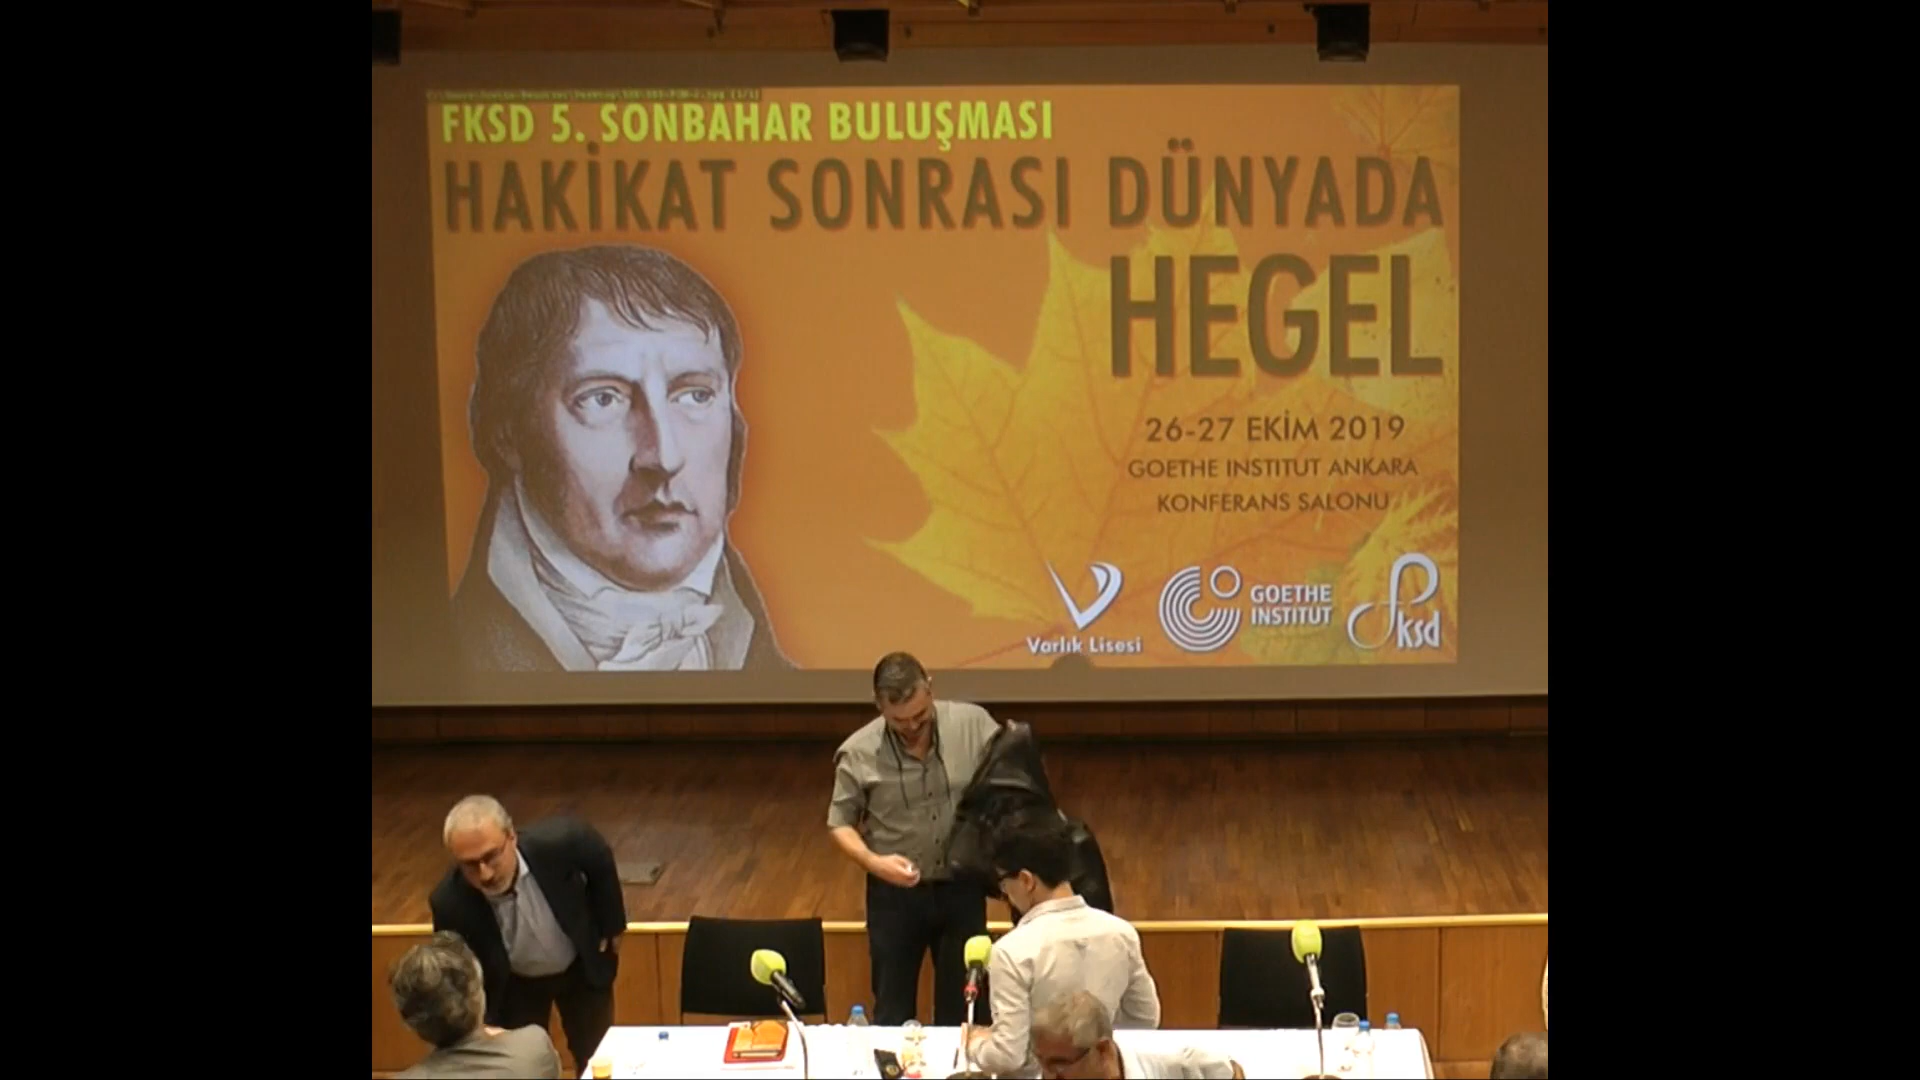 FKSD 5. SONBAHAR BULUŞMASI
HAKİKAT SONRASI DÜNYADA
HEGEL
26-27 EKİM 2019
GOETHE INSTITUT ANKARA
KONFERANS SALONU
Varlık Lisesi
GOETHE
INSTITUT
fksd